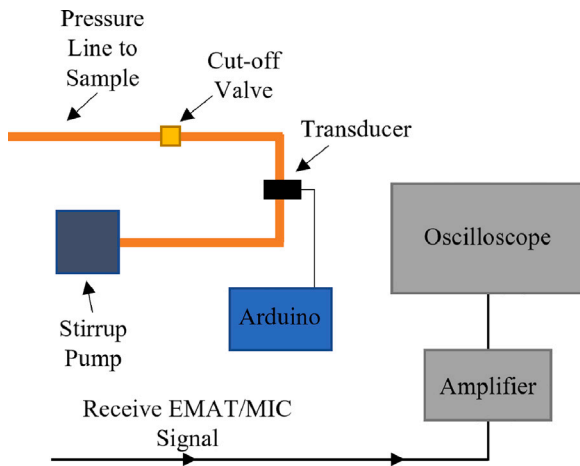 Pressure
Line to
Sample
Cut-off
Valve
Transducer
Oscilloscope
Arduino
Stirrup
Pump
Amplifier
Receive EMAT/MIC
Signal